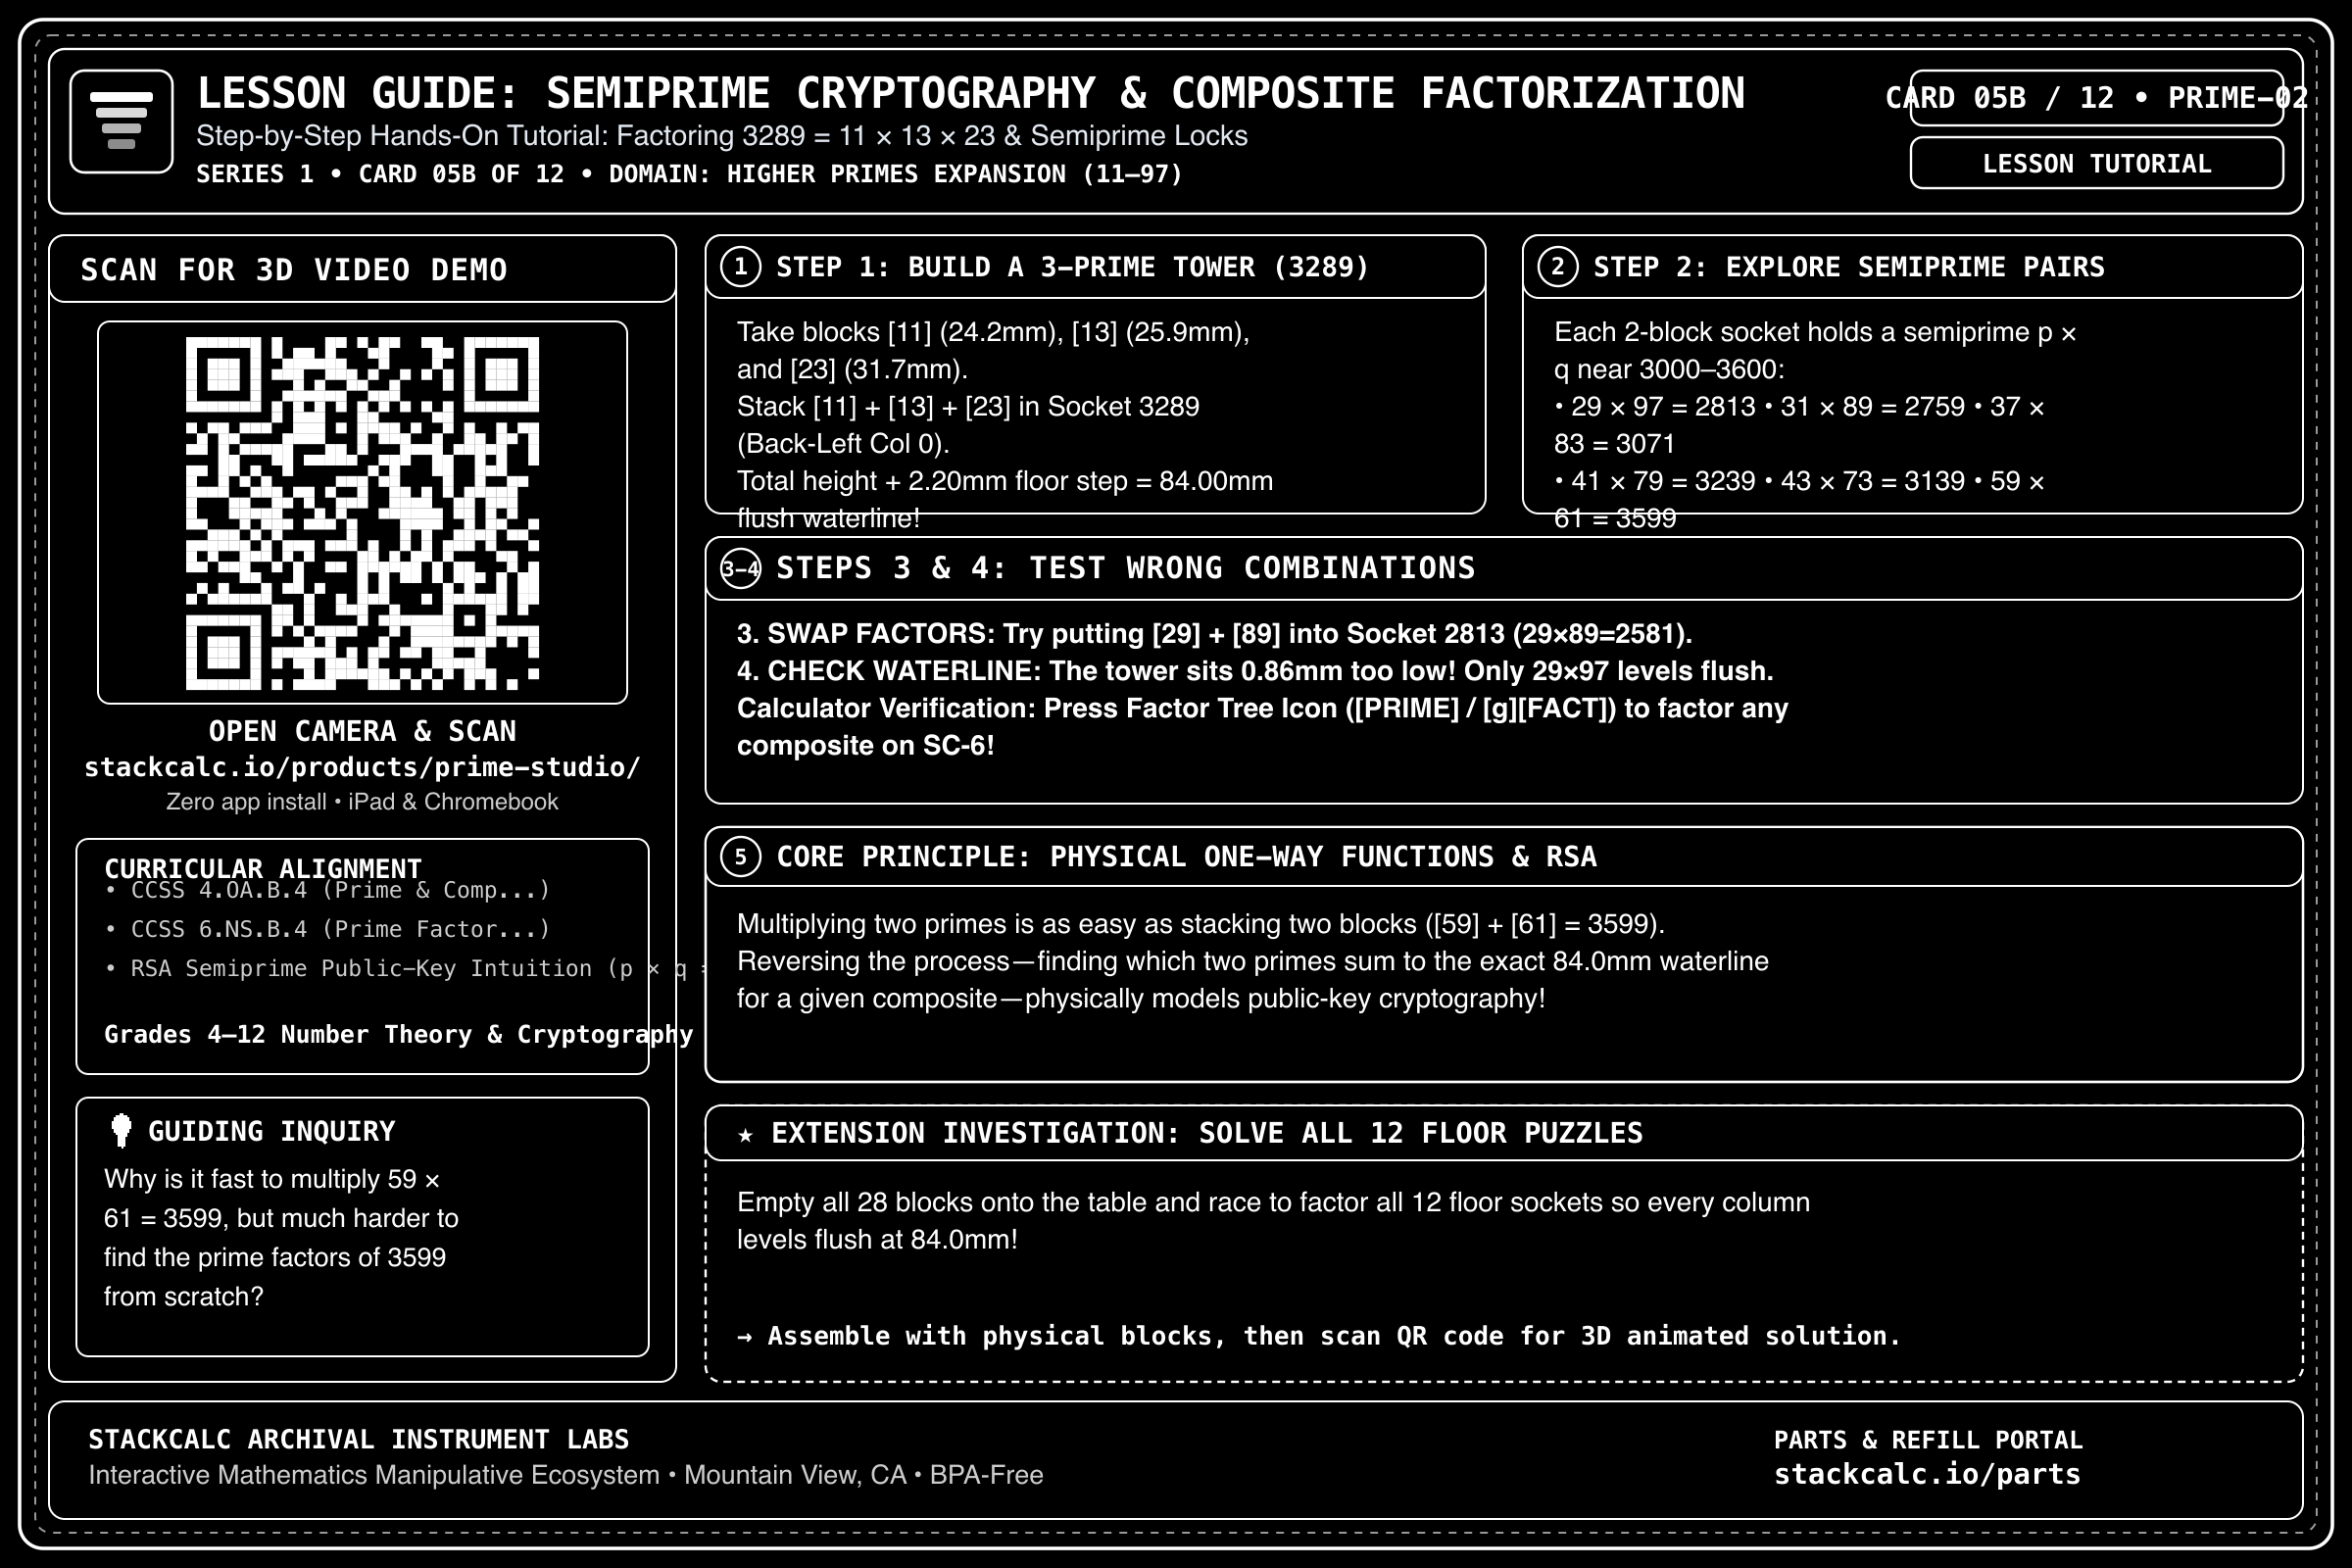 LESSON GUIDE: SEMIPRIME CRYPTOGRAPHY & COMPOSITE FACTORIZATION
Step-by-Step Hands-On Tutorial: Factoring 3289 = 11 × 13 × 23 & Semiprime Locks
SERIES 1 • CARD 05B OF 12 • DOMAIN: HIGHER PRIMES EXPANSION (11–97)
CARD 05B / 12 • PRIME–02
LESSON TUTORIAL
SCAN FOR 3D VIDEO DEMO
OPEN CAMERA & SCAN
stackcalc.io/products/prime–studio/
Zero app install • iPad & Chromebook
CURRICULAR ALIGNMENT
• CCSS 4.OA.B.4 (Prime & Comp...)
• CCSS 6.NS.B.4 (Prime Factor...)
• RSA Semiprime Public–Key Intuition (p × q
Grades 4–12 Number Theory & Cryptography
GUIDING INQUIRY
Why is it fast to multiply 59 ×
61 = 3599, but much harder to
find the prime factors of 3599
from scratch?
1 STEP 1: BUILD A 3–PRIME TOWER (3289)
Take blocks [11] (24.2mm), [13] (25.9mm),
and [23] (31.7mm).
Stack [11] + [13] + [23] in Socket 3289
(Back-Left Col 0).
Total height + 2.20mm floor step = 84.00mm
flush waterline!
2 STEP 2: EXPLORE SEMIPRIME PAIRS
Each 2-block socket holds a semiprime p ×
q near 3000–3600:
• 29 × 97 = 2813 • 31 × 89 = 2759 • 37 ×
83 = 3071
• 41 × 79 = 3239 • 43 × 73 = 3139 • 59 ×
61 = 3599
3–4 STEPS 3 & 4: TEST WRONG COMBINATIONS
3. SWAP FACTORS: Try putting [29] + [89] into Socket 2813 (29×89=2581).
4. CHECK WATERLINE: The tower sits 0.86mm too low! Only 29×97 levels flush.
Calculator Verification: Press Factor Tree Icon ([PRIME] / [g][FACT]) to factor any
composite on SC-6!
5 CORE PRINCIPLE: PHYSICAL ONE–WAY FUNCTIONS & RSA
Multiplying two primes is as easy as stacking two blocks ([59] + [61] = 3599).
Reversing the process—finding which two primes sum to the exact 84.0mm waterline
for a given composite—physically models public-key cryptography!
★ EXTENSION INVESTIGATION: SOLVE ALL 12 FLOOR PUZZLES
Empty all 28 blocks onto the table and race to factor all 12 floor sockets so every column
levels flush at 84.0mm!
→ Assemble with physical blocks, then scan QR code for 3D animated solution.
STACKCALC ARCHIVAL INSTRUMENT LABS
Interactive Mathematics Manipulative Ecosystem • Mountain View, CA • BPA-Free
PARTS & REFILL PORTAL
stackcalc.io/parts